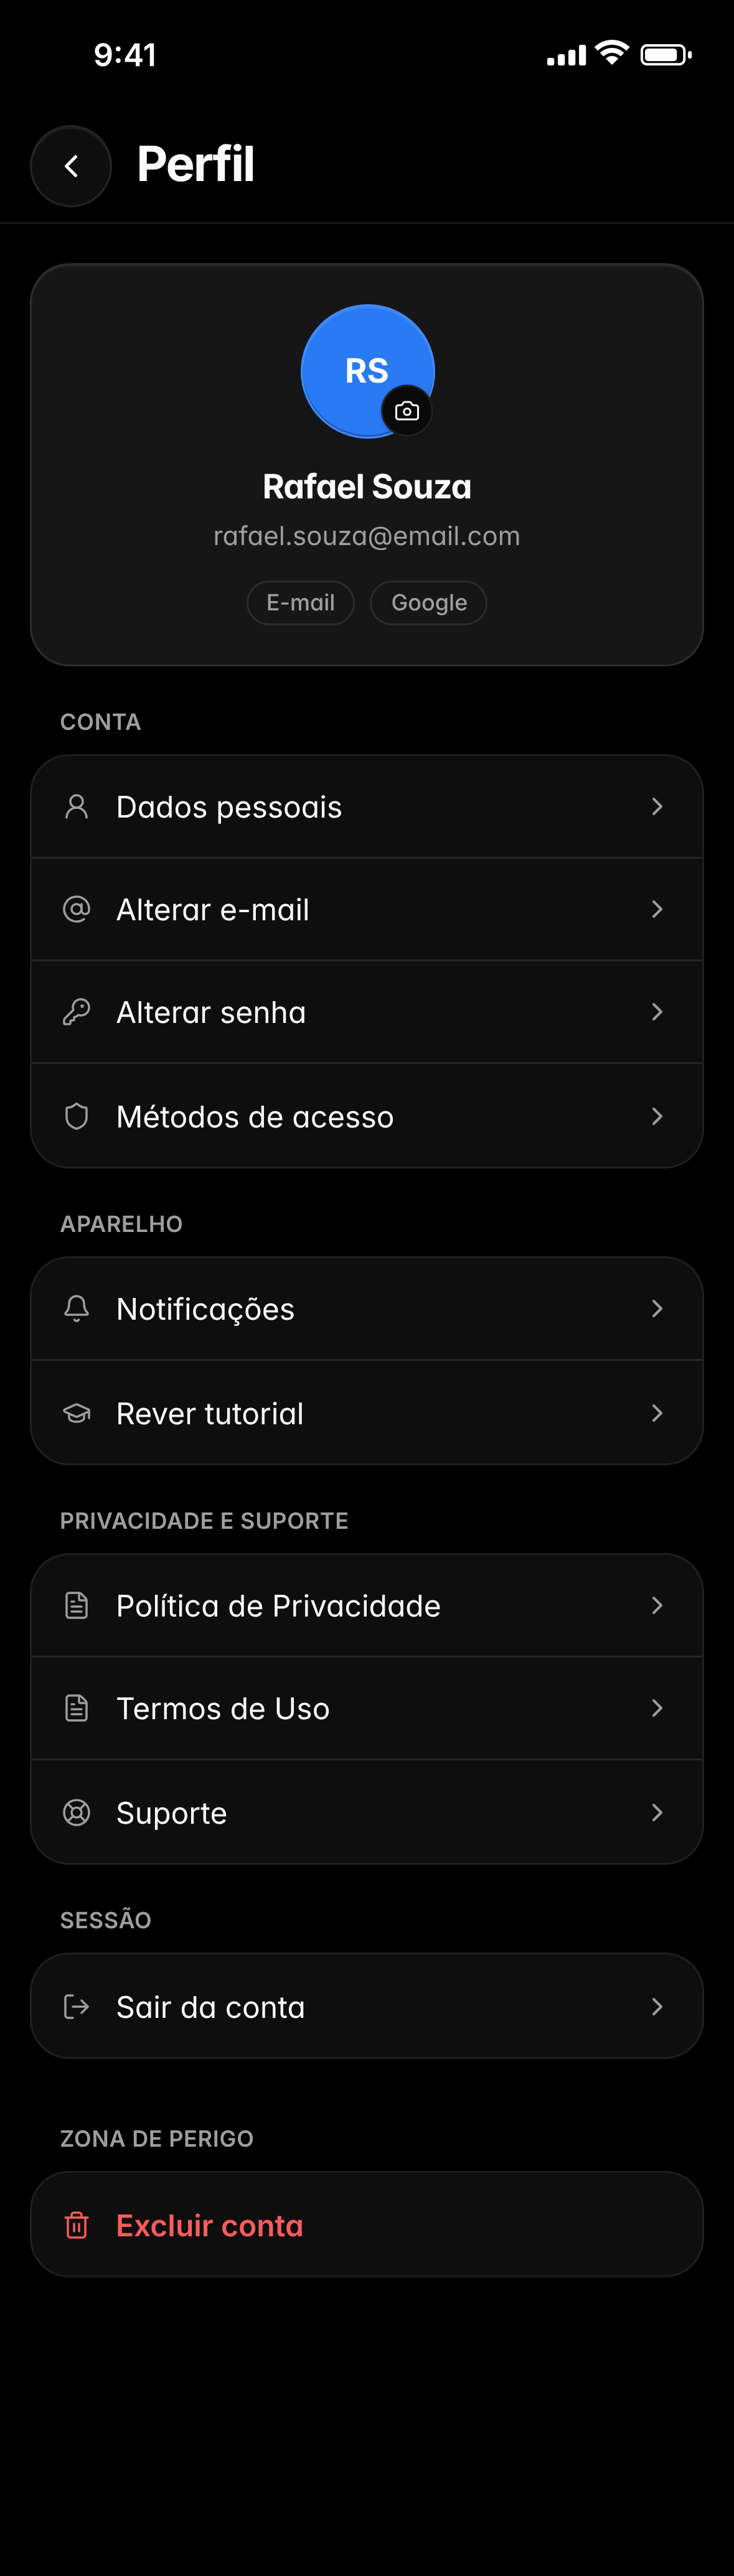 9:41
Perfil
RS
Rafael Souza
rafael.souza@email.com
E-mail Google
CONTA
Dados pessoais
Alterar e-mail
Alterar senha
Métodos de acesso
APARELHO
Notificações
Rever tutorial
PRIVACIDADE E SUPORTE
Política de Privacidade
Termos de Uso
Suporte
SESSÃO
Sair da conta
ZONA DE PERIGO
Excluir conta